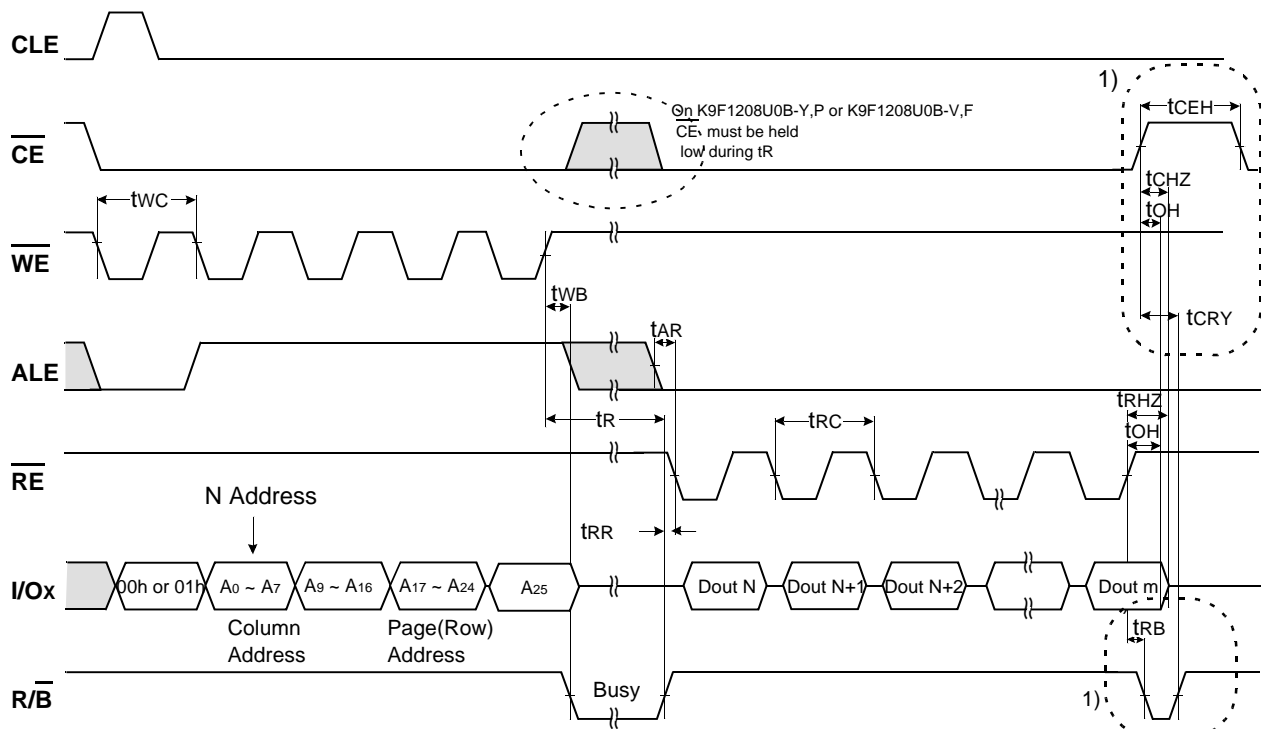 CLE
1)
tCEH
On K9F1208U0B-Y,P or K9F1208U0B-V,F
CE must be held
low during tR
CE
tCHZ
tOH
tWC
WE
tWB
tCRY
tAR
ALE
tRHZ
tR
tRC
tOH
RE
N Address
tRR
I/Ox
00h or 01h
A0 ~ A7
A9 ~ A16
A17 ~ A24
A25
Dout N
Dout N+1
Dout N+2
Dout m
Column
Address
Page(Row)
Address
tRB
R/B
Busy
1)